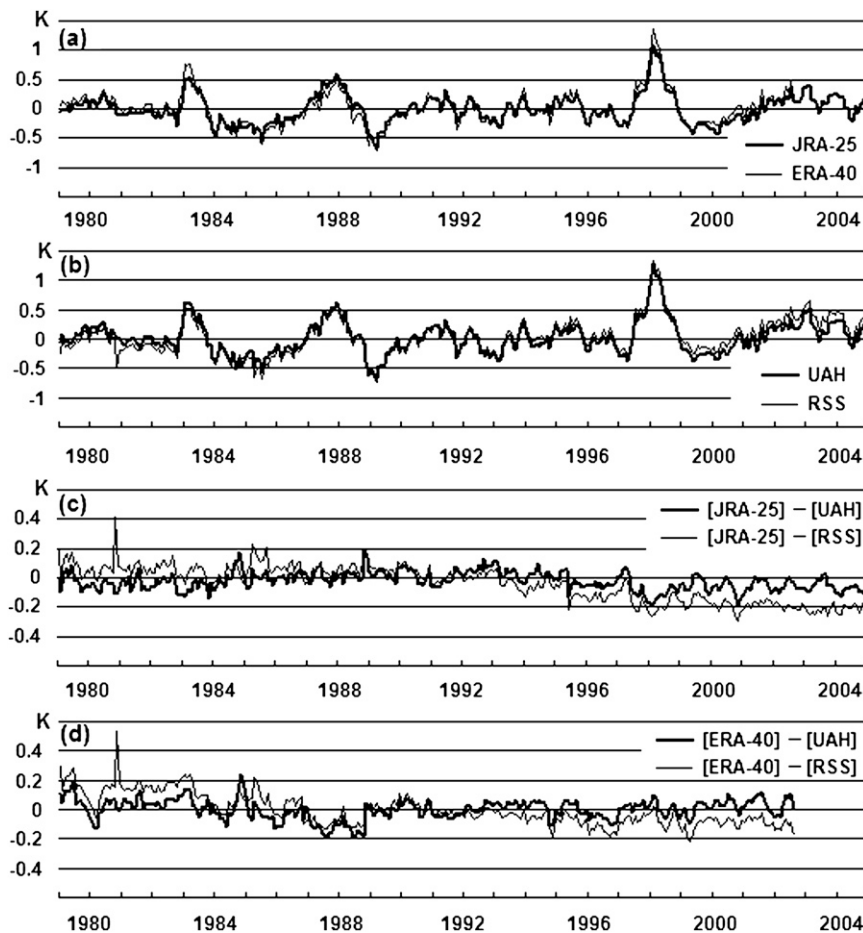 K
(a)
1
0.5
0
-0.5
-1
JRA-25
ERA-40
1980 1984 1988 1992 1996 2000 2004
K
(b)
1
0.5
0
-0.5
-1
UAH
RSS
1980 1984 1988 1992 1996 2000 2004
K
(c)
0.4
0.2
0
-0.2
-0.4
[JRA-25] — [UAH]
[JRA-25] — [RSS]
1980 1984 1988 1992 1996 2000 2004
K
(d)
0.4
0.2
0
-0.2
-0.4
[ERA-40] — [UAH]
[ERA-40] — [RSS]
1980 1984 1988 1992 1996 2000 2004